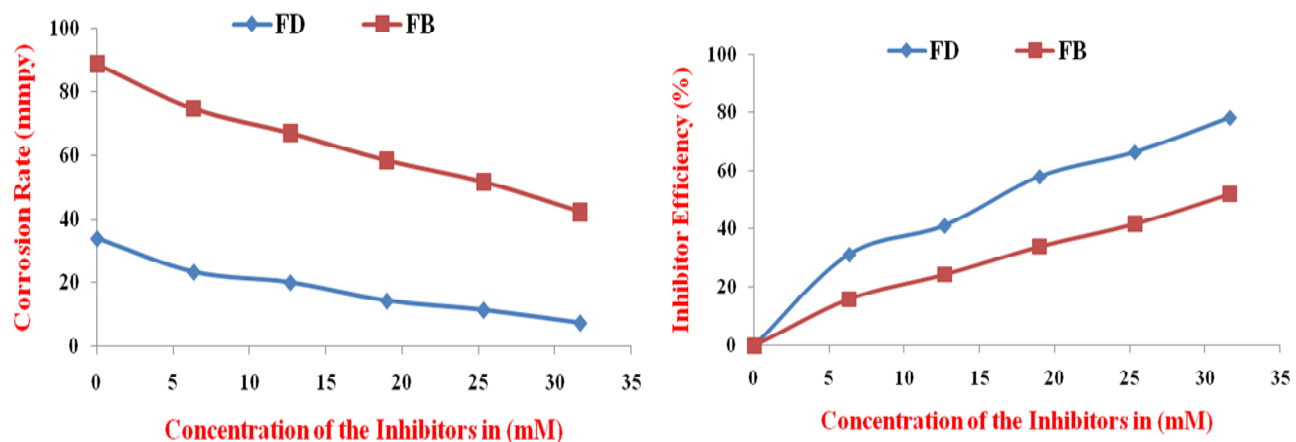 FD FB
Corrosion Rate (mmpy)
100
80
60
40
20
0
0 5 10 15 20 25 30 35
Concentration of the Inhibitors in (mM)
FD FB
Inhibitor Efficiency (%)
100
80
60
40
20
0
0 5 10 15 20 25 30 35
Concentration of the Inhibitors in (mM)